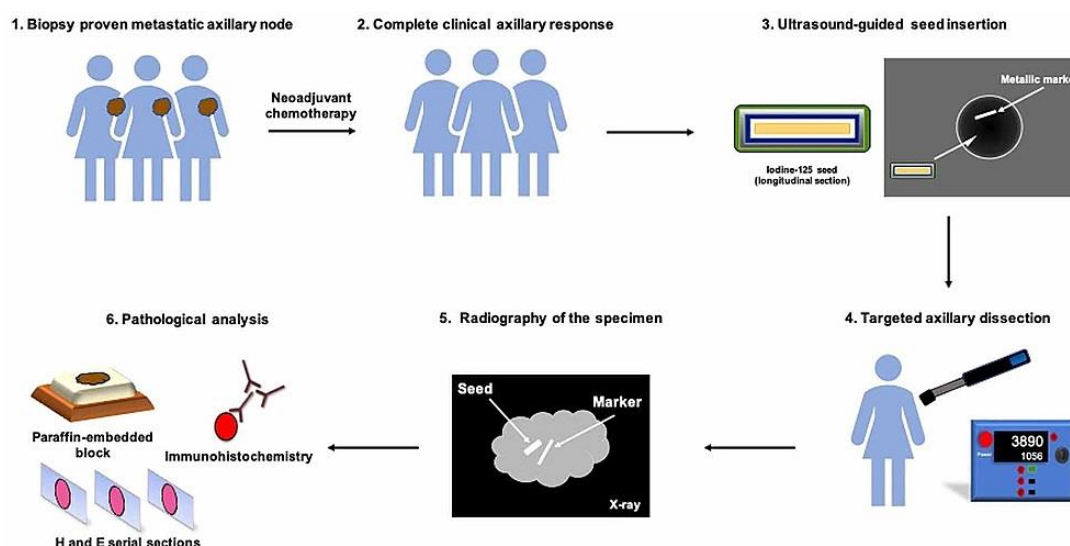 1. Biopsy proven metastatic axillary node
2. Complete clinical axillary response
3. Ultrasound-guided seed insertion
Neoadjuvant
chemotherapy
Metallic marke
Iodine-125 seed
(longitudinal section)
6. Pathological analysis
5. Radiography of the specimen
4. Targeted axillary dissection
Paraffin-embedded
block
Immunohistochemistry
H and E serial sections
Seed
Marker
X-ray
Power
3890
1056